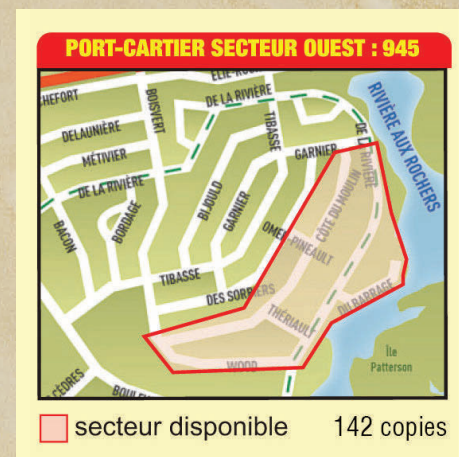 PORT-CARTIER SECTEUR OUEST : 945
CHEFORT
BOISVERT
DE LA RIVIÈRE
TIBASSE
DELAUNIÈRE
MÉTIVIER
DE LA RIVIÈRE
GARNIER
DE LA RIVIÈRE
RIVIÈRE AUX ROCHERS
BACON
BORDAGE
BIJOULD
GARNIER
OMER-PINEAULT
CÔTE DU MOULIN
TIBASSE
DES SORBIERS
THÉRIAULT
DU BARRAGE
WOOD
Île
Patterson
CÈDRES
BOULE
secteur disponible
142 copies